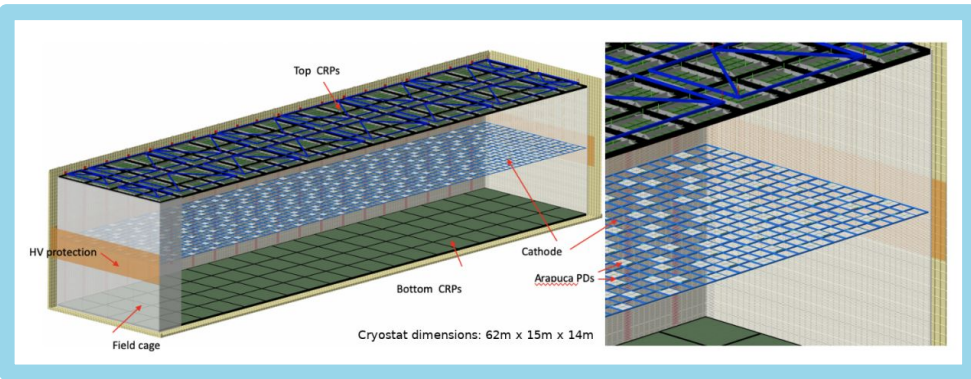 Top CRPs
HV protection
Cathode
Arapuca PDs
Bottom CRPs
Cryostat dimensions: 62m x 15m x 14m
Field cage